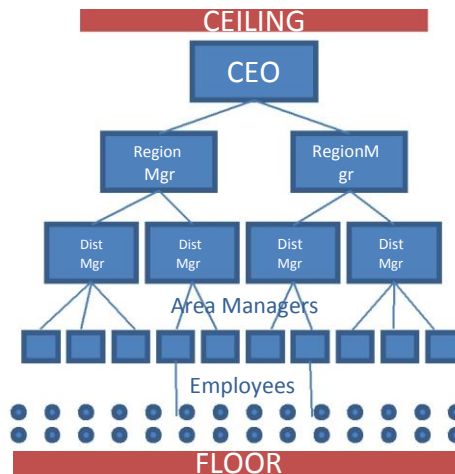 CEILING
CEO
Region
Mgr
RegionM
gr
Dist
Mgr
Dist
Mgr
Dist
Mgr
Dist
Mgr
Area Managers
Employees
FLOOR